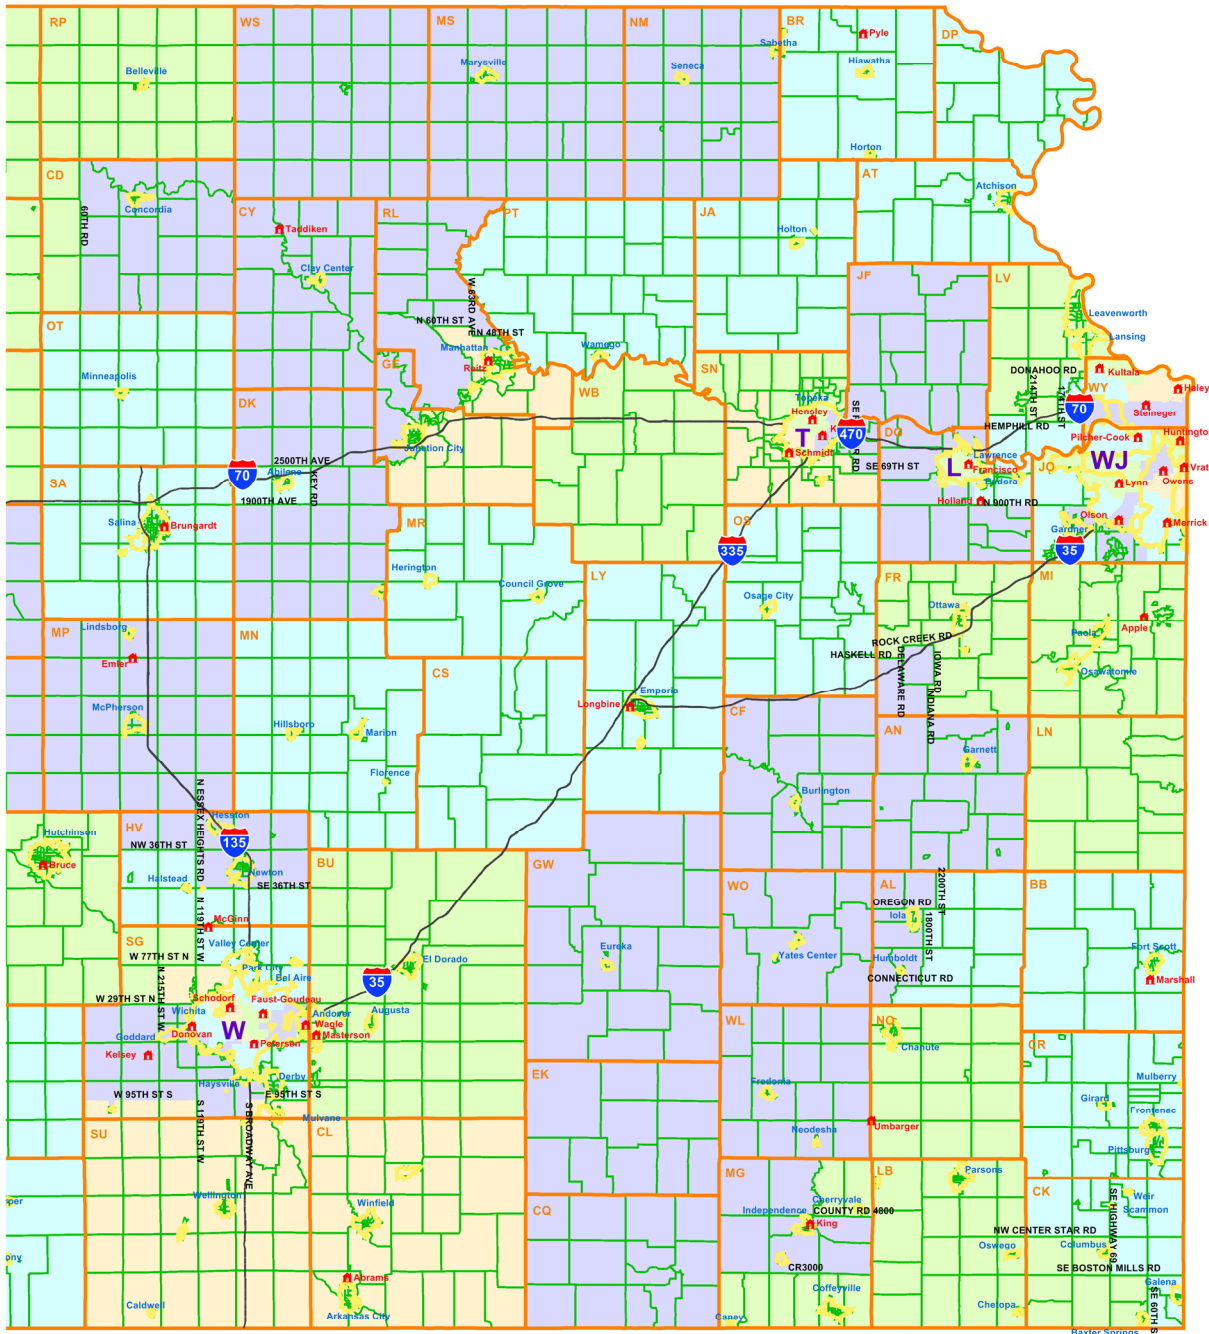 RP
WS
MS
NM
BR
Pyle
DP
Sabetha
Hiawatha
Belleville
Marysville
Seneca
Horton
CD
AT
Atchison
Concordia
60TH RD
CY
Taddiken
RL
PT
JA
Holton
Clay Center
JF
LV
W 63RD AVE
N 60TH ST
N 48TH ST
Leavenworth
OT
Manhattan
Reitz
Wamego
Lansing
Minneapolis
GE
SN
DONAHOO RD
Kultala
214TH ST
174TH ST
WY
Haley
DK
WB
Topeka
Hensley
70
Steineger
T
470
DG
HEMPHILL RD
Pilcher-Cook
Huntingto
Junction City
Schmidt
Lawrence
WJ
2500TH AVE
70
Abilene
KEY RD
SE 69TH ST
L
Francisco
JO
Vrat
SA
Eudora
Lynn
Owens
1900TH AVE
Holland
N 900TH RD
Salina
Brungardt
MR
OS
Olson
Merrick
Gardner
335
35
Herington
Council Grove
LY
FR
MI
Osage City
Ottawa
Lindsborg
MP
MN
Paola
Apple
ROCK CREEK RD
HASKELL RD
Emler
CS
DELAWARE RD
IOWA RD
INDIANA RD
Osawatomie
Emporia
Longbine
McPherson
CF
Hillsboro
Marion
AN
LN
Garnett
Florence
Burlington
N ESSEX HEIGHTS RD
Hesston
HV
Hutchinson
135
NW 36TH ST
Bruce
BU
GW
Newton
Halstead
SE 36TH ST
WO
AL
2200TH ST
BB
OREGON RD
Iola
1800TH ST
McGinn
N 119TH ST W
SG
Valley Center
W 77TH ST N
Eureka
Yates Center
Fort Scott
Park City
El Dorado
Humboldt
N 215TH ST W
Bel Aire
CONNECTICUT RD
Marshall
35
W 29TH ST N
Schodorf
Faust-Goudeau
Wichita
Andover
Augusta
WL
NO
Wagle
Goddard
Donovan
W
Masterson
Chanute
CR
Kelsey
Peterson
EK
Derby
Haysville
Fredonia
Mulberry
W 95TH ST S
E 95TH ST S
Girard
Mulvane
Frontenac
SU
S 119TH ST W
S BROADWAY AVE
CL
Neodesha
Umbarger
Pittsburg
MG
LB
Parsons
per
Wellington
Winfield
CQ
Cherryvale
Independence
COUNTY RD 4800
King
CK
SE HIGHWAY 69
Weir
Scammon
NW CENTER STAR RD
ony
Oswego
Columbus
CR3000
SE BOSTON MILLS RD
Abrams
Coffeyville
Galena
SE 60TH S
Caldwell
Arkansas City
Caney
Chetopa
Baxter Springs